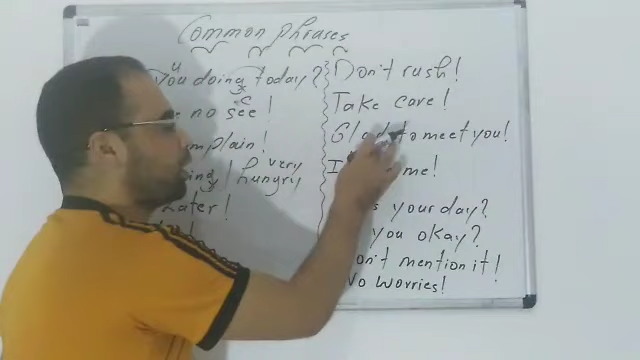 Common phrases
You doing today?
no see!
mplain!
very
hungry
Later!
Don't rush!
Take care!
Glad to meet you!
I me!
your day?
you okay?
Don't mention it!
No worries!